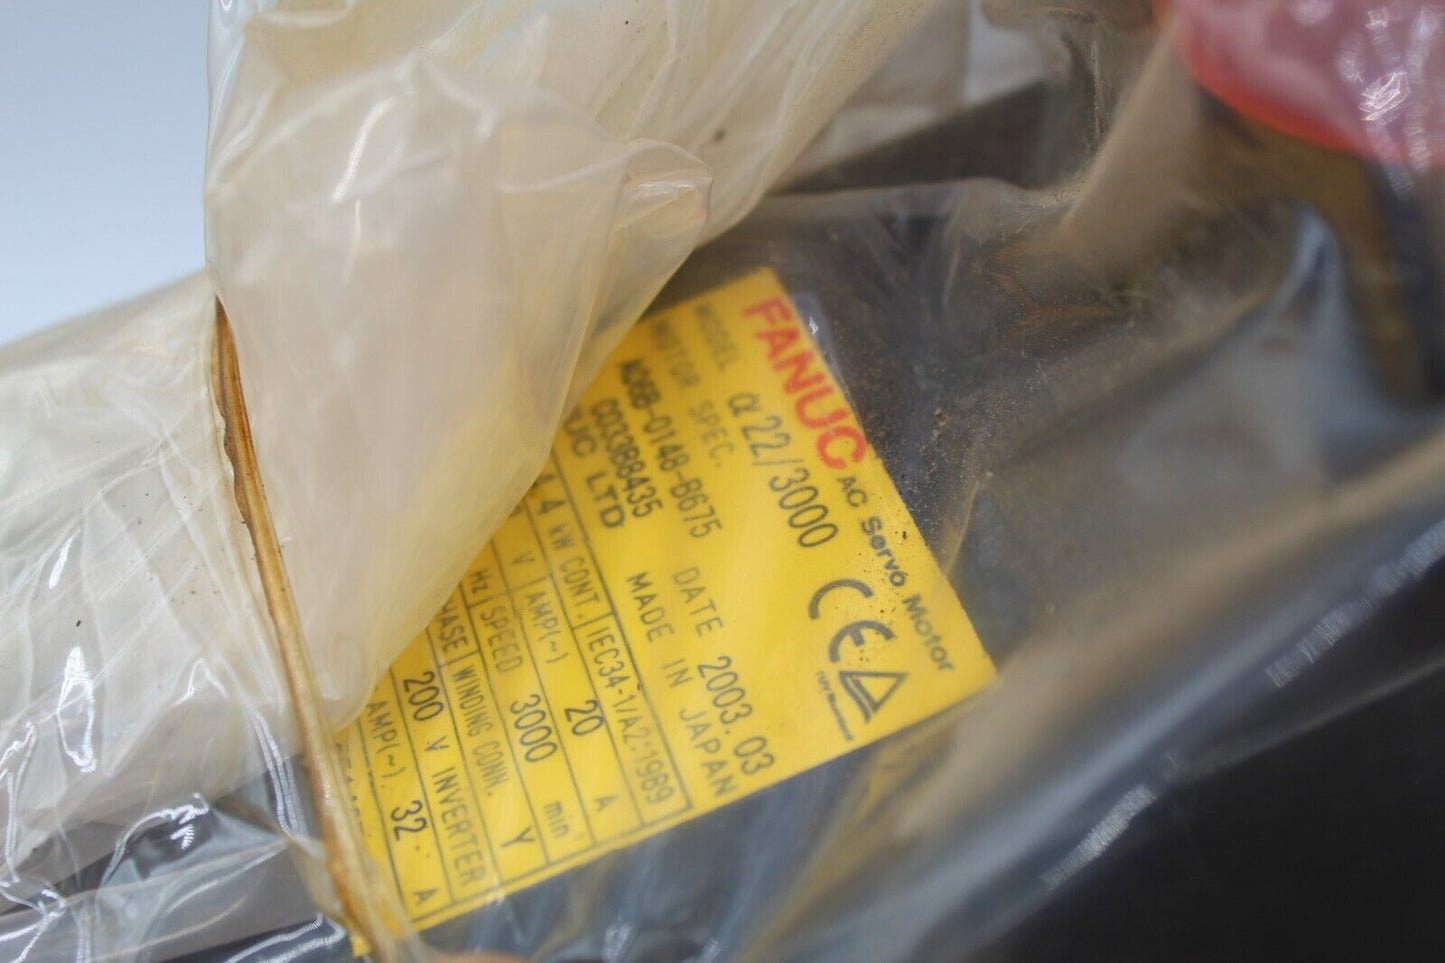 FANUC AC Servo Motor
MODEL α22/3000
MOTOR SPEC.
A06B-0148-B675 DATE 2003.03
C033B8435 MADE IN JAPAN
LTD
4 kW CONT. IEC34-1/A2:1989
V AMP(~) 20 A
Hz SPEED 3000 min⁻¹
WINDING CONN. Y
200 V INVERTER
AMP(~) 32 A